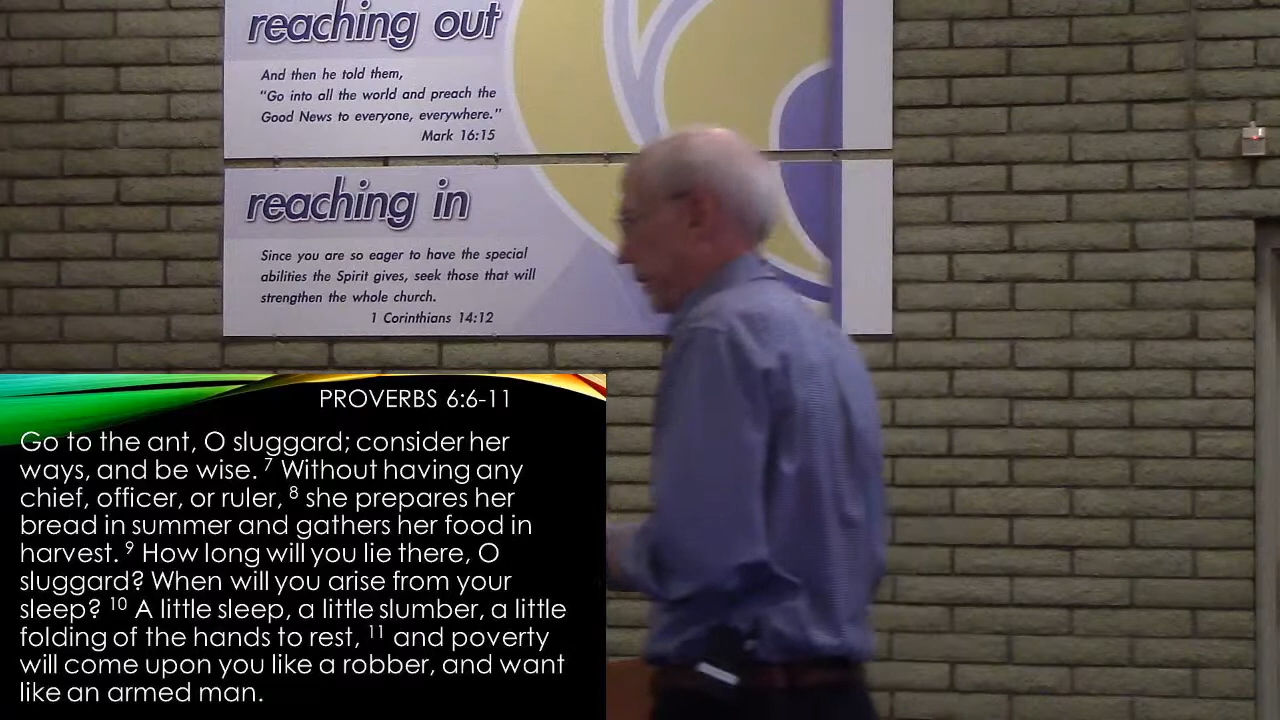 reaching out
And then he told them,
"Go into all the world and preach the
Good News to everyone, everywhere."
Mark 16:15
reaching in
Since you are so eager to have the special
abilities the Spirit gives, seek those that will
strengthen the whole church.
1 Corinthians 14:12
PROVERBS 6:6-11
Go to the ant, O sluggard; consider her
ways, and be wise. 7 Without having any
chief, officer, or ruler, 8 she prepares her
bread in summer and gathers her food in
harvest. 9 How long will you lie there, O
sluggard? When will you arise from your
sleep? 10 A little sleep, a little slumber, a little
folding of the hands to rest, 11 and poverty
will come upon you like a robber, and want
like an armed man.